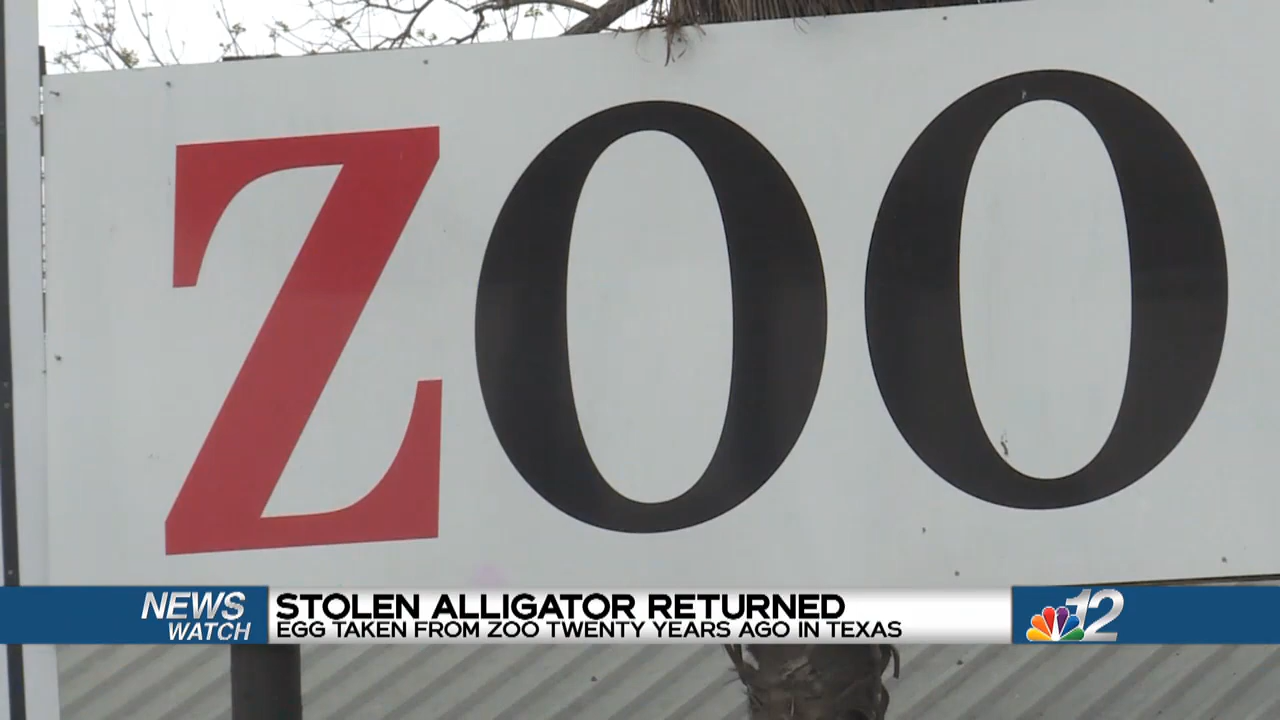 ZOO
NEWS
WATCH
STOLEN ALLIGATOR RETURNED
EGG TAKEN FROM ZOO TWENTY YEARS AGO IN TEXAS
12